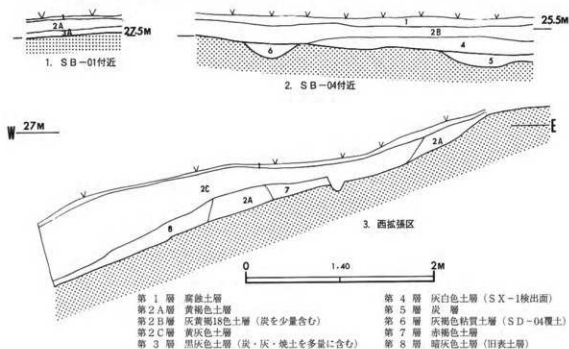 2A
3A
27.5M
1. SB-01付近
1
2B
4
6
5
25.5M
2. SB-04付近
W 27M
E
1
2A
2C
7
2A
8
3. 西拡張区
0 1:40 2M
第 1 層 腐蝕土層
第 2A層 黄褐色土層
第 2B層 灰黄褐18色土層 (炭を少量含む)
第 2C層 黄灰色土層
第 3 層 黒灰色土層 (炭・灰・焼土を多量に含む)
第 4 層 灰白色土層 (SX-1検出面)
第 5 層 炭 層
第 6 層 灰褐色粘質土層 (SD-04覆土)
第 7 層 赤褐色土層
第 8 層 暗灰色土層 (旧表土層)